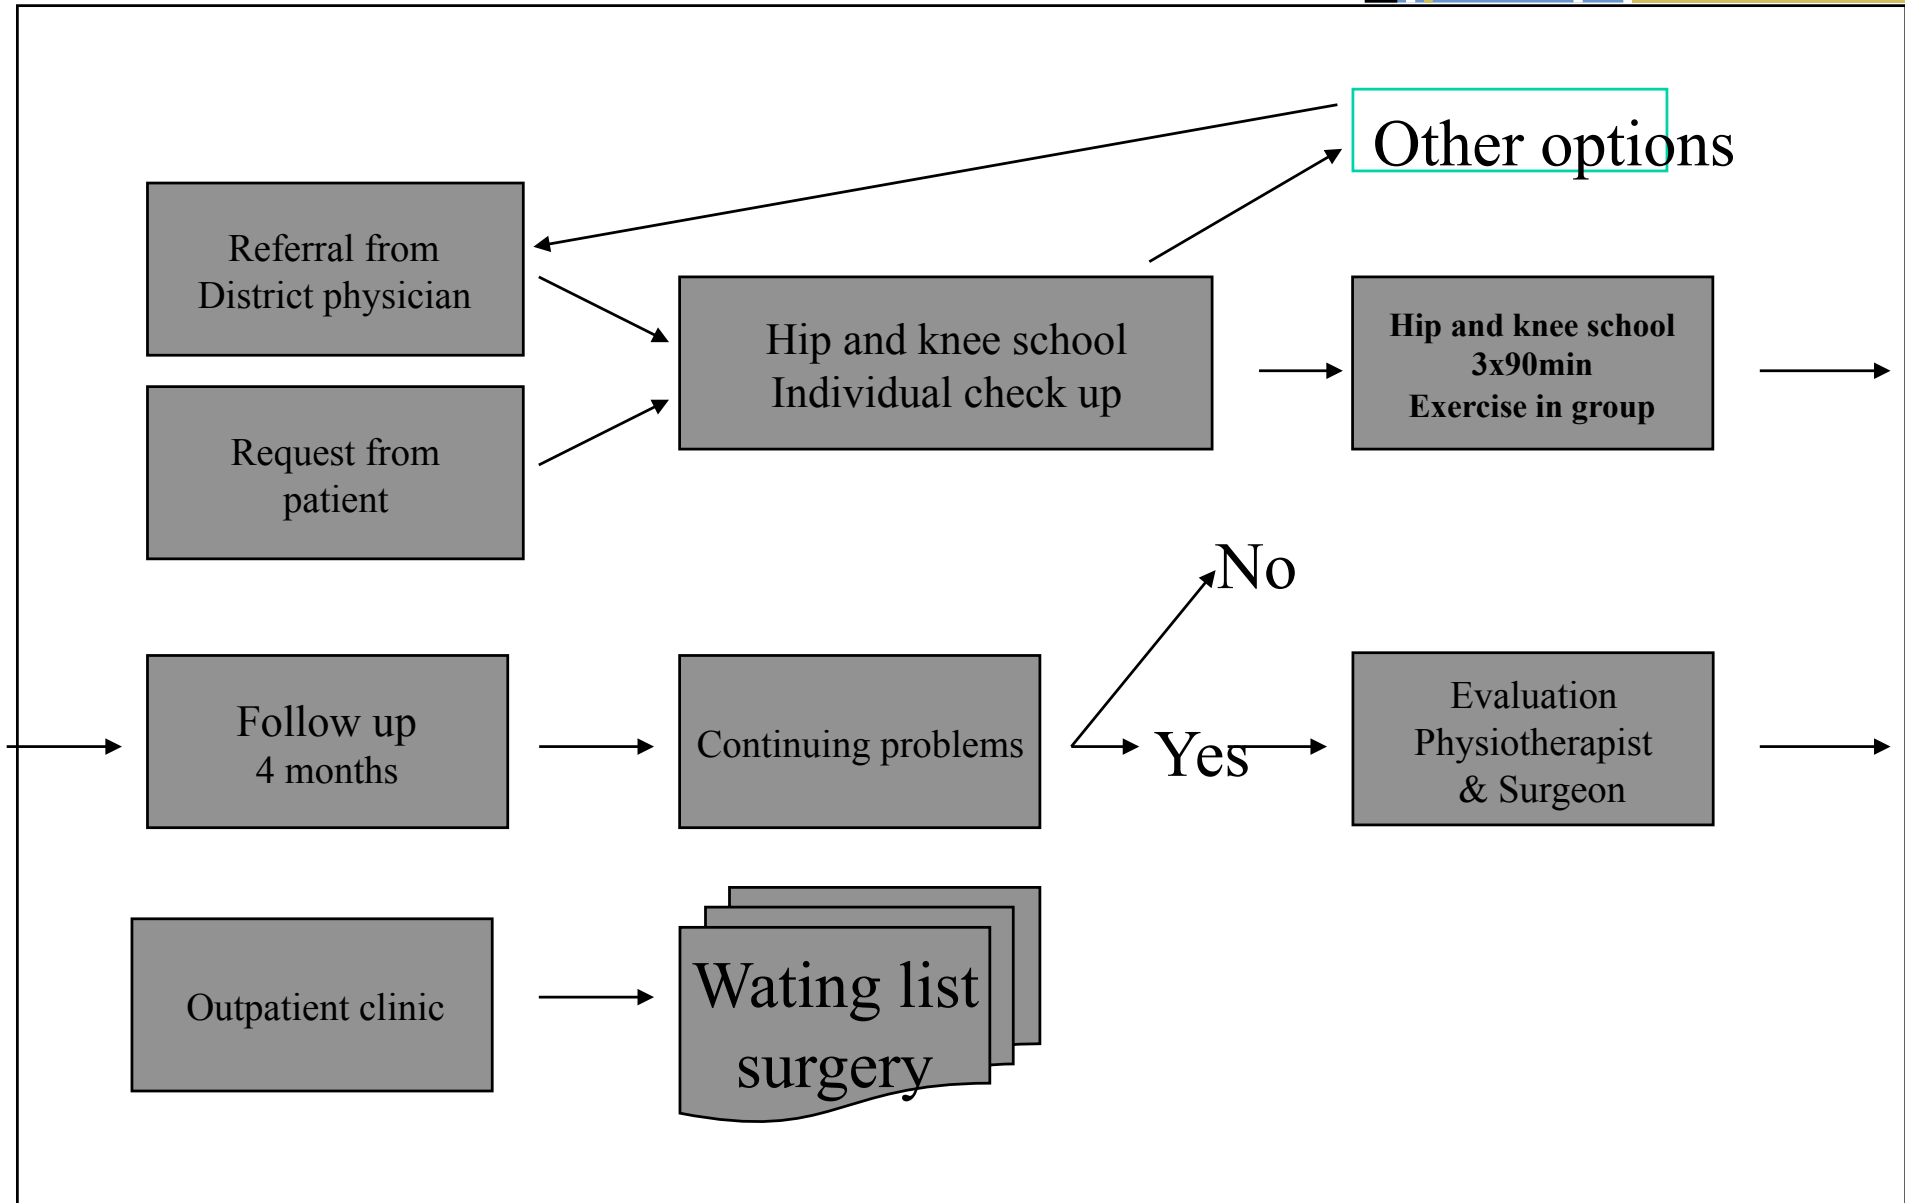 Other options
Referral from
District physician
Hip and knee school
Individual check up
Hip and knee school
3x90min
Exercise in group
Request from
patient
No
Follow up
4 months
Continuing problems
Yes
Evaluation
Physiotherapist
& Surgeon
Outpatient clinic
Wating list
surgery